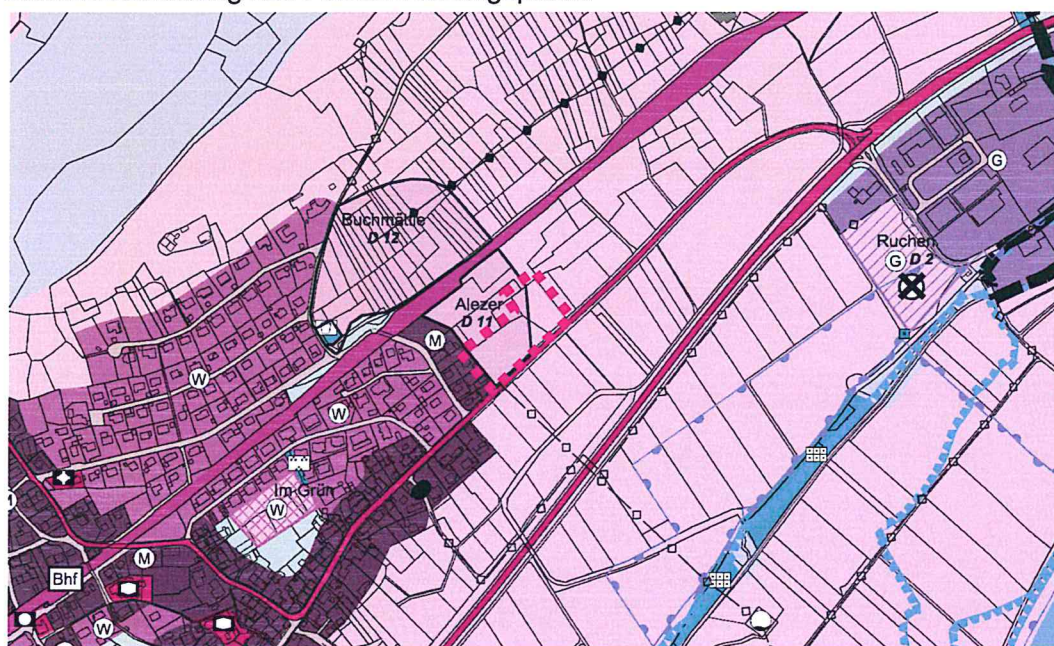 Buchmättle
D 12
Alezer
D 11
Ruchen
G D 2
G
M
W
W
Im Grün
W
M
M
Bhf
W